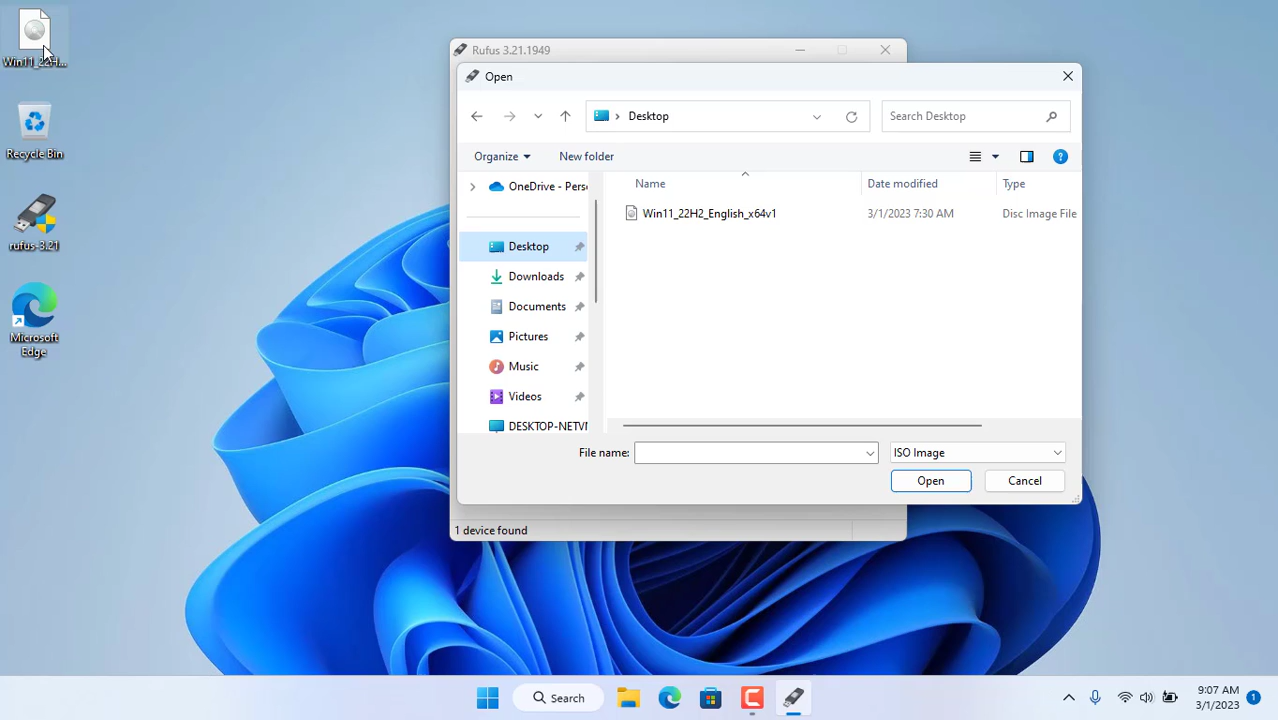 Win11_22H...
Recycle Bin
rufus-3.21
Microsoft
Edge
Rufus 3.21.1949
Open
Desktop
Search Desktop
Organize
New folder
Name
Date modified
Type
OneDrive - Pers
Win11_22H2_English_x64v1
3/1/2023 7:30 AM
Disc Image File
Desktop
Downloads
Documents
Pictures
Music
Videos
DESKTOP-NETV
File name:
ISO Image
Open
Cancel
1 device found
Search
9:07 AM
3/1/2023
1